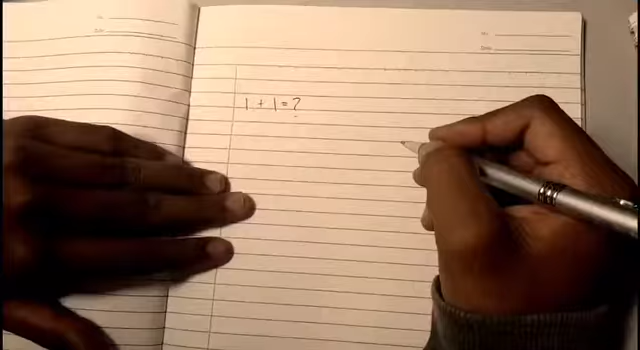 1 + 1 = ?